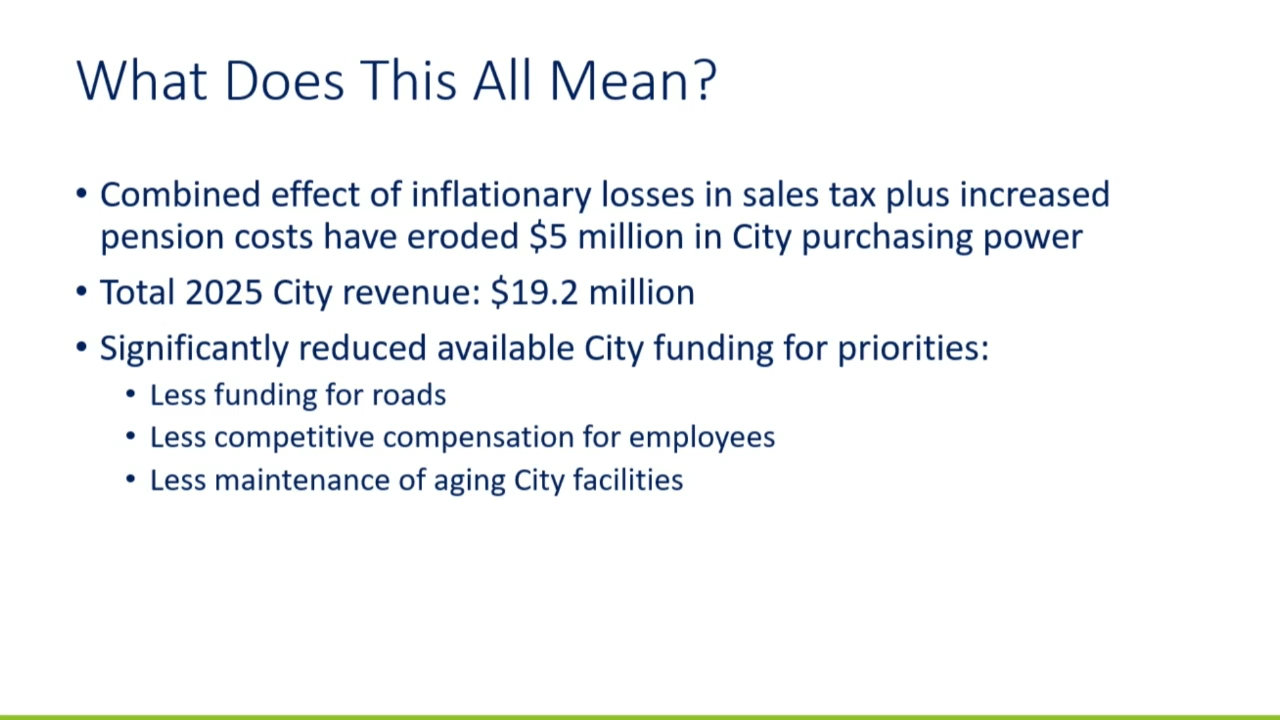 What Does This All Mean?
• Combined effect of inflationary losses in sales tax plus increased
pension costs have eroded $5 million in City purchasing power
• Total 2025 City revenue: $19.2 million
• Significantly reduced available City funding for priorities:
• Less funding for roads
• Less competitive compensation for employees
• Less maintenance of aging City facilities